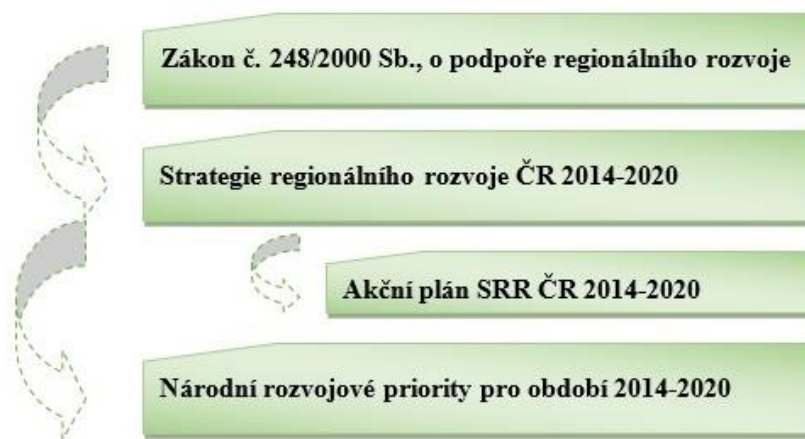 Zákon č. 248/2000 Sb., o podpoře regionálního rozvoje
Strategie regionálního rozvoje ČR 2014-2020
Akční plán SRR ČR 2014-2020
Národní rozvojové priority pro období 2014-2020